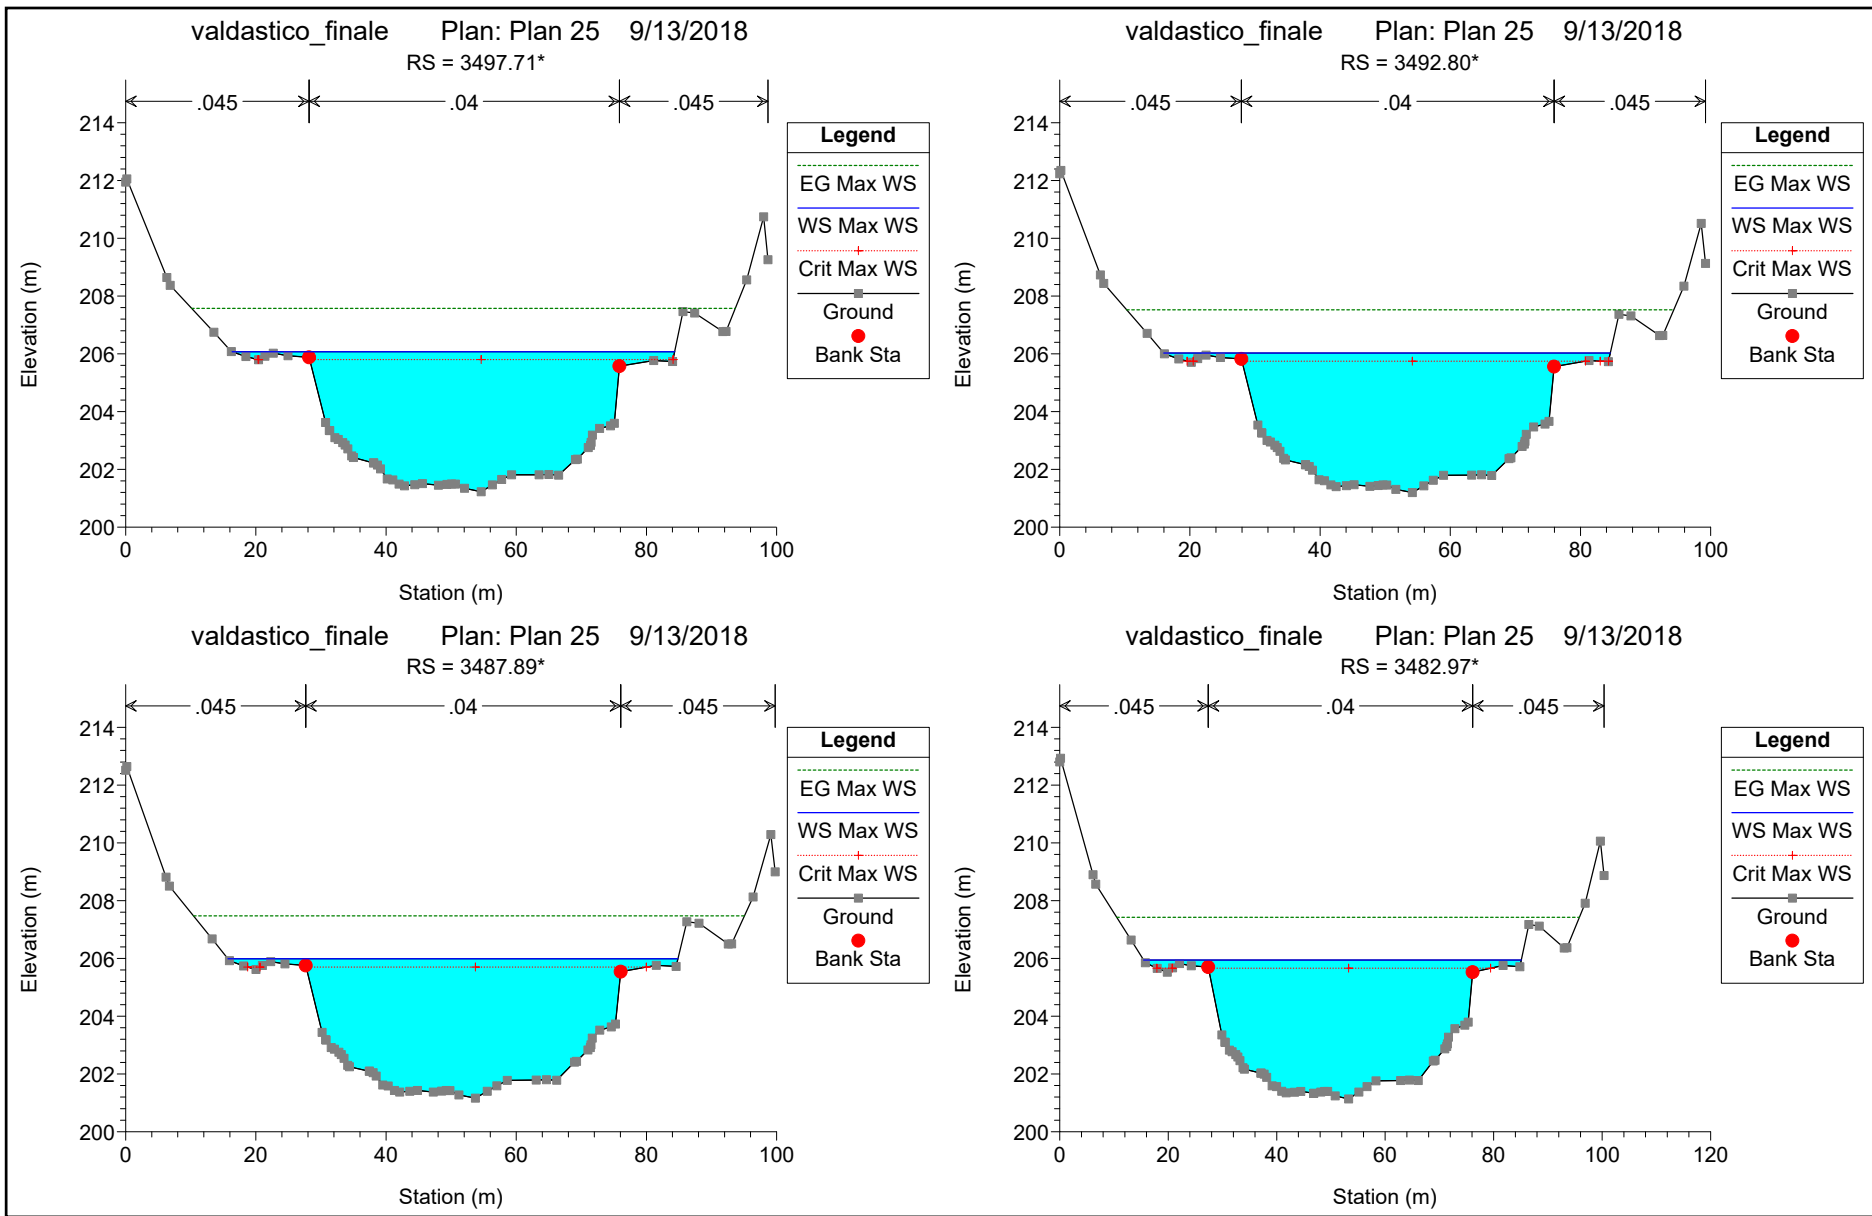 valdastico_finale Plan: Plan 25 9/13/2018
RS = 3497.71*
.045 .04 .045
214
212
210
208
206
204
202
200
0 20 40 60 80 100
Elevation (m)
Station (m)
Legend
EG Max WS
WS Max WS
Crit Max WS
Ground
Bank Sta
valdastico_finale Plan: Plan 25 9/13/2018
RS = 3492.80*
.045 .04 .045
214
212
210
208
206
204
202
200
0 20 40 60 80 100
Elevation (m)
Station (m)
Legend
EG Max WS
WS Max WS
Crit Max WS
Ground
Bank Sta
valdastico_finale Plan: Plan 25 9/13/2018
RS = 3487.89*
.045 .04 .045
214
212
210
208
206
204
202
200
0 20 40 60 80 100
Elevation (m)
Station (m)
Legend
EG Max WS
WS Max WS
Crit Max WS
Ground
Bank Sta
valdastico_finale Plan: Plan 25 9/13/2018
RS = 3482.97*
.045 .04 .045
214
212
210
208
206
204
202
200
0 20 40 60 80 100 120
Elevation (m)
Station (m)
Legend
EG Max WS
WS Max WS
Crit Max WS
Ground
Bank Sta